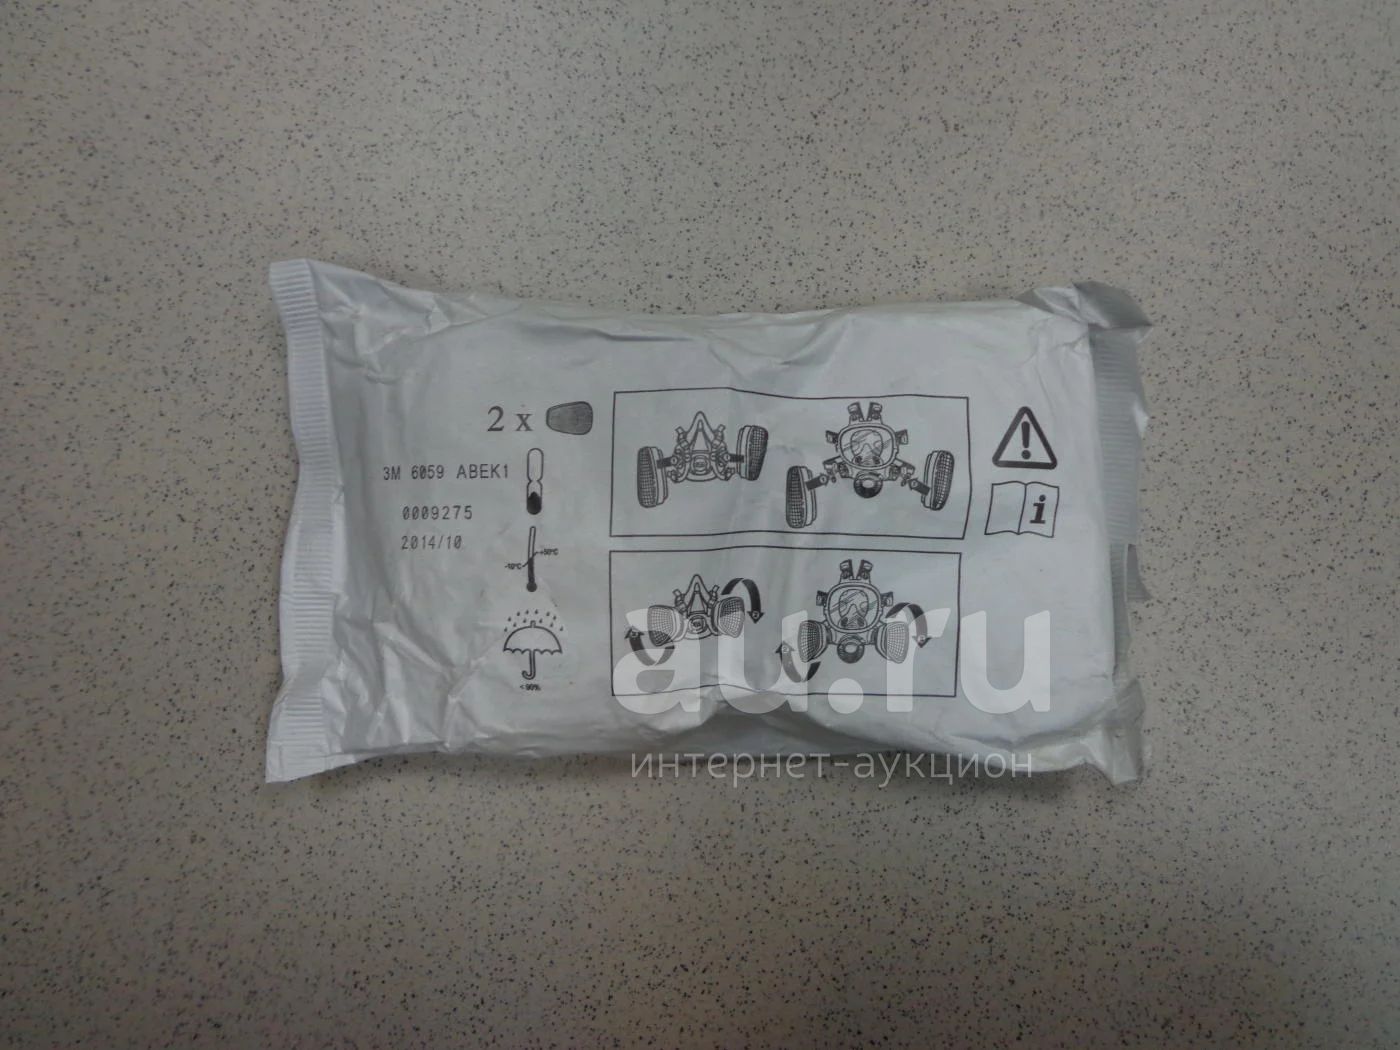 2 x
3M 6059 ABEK1
0009275
2014/10
+50°C
-10°C
< 90%
i
au.ru
интернет-аукцион